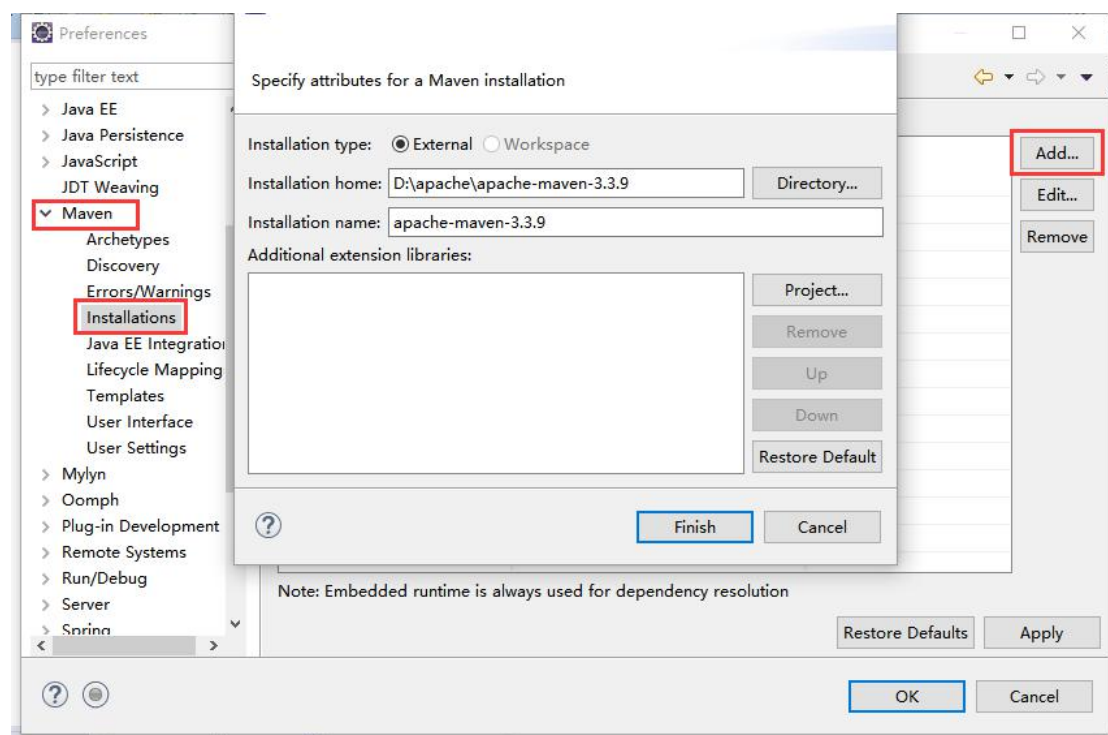 Preferences
type filter text
Java EE
Java Persistence
JavaScript
JDT Weaving
Maven
Archetypes
Discovery
Errors/Warnings
Installations
Java EE Integration
Lifecycle Mapping
Templates
User Interface
User Settings
Mylyn
Oomph
Plug-in Development
Remote Systems
Run/Debug
Server
Spring
Specify attributes for a Maven installation
Installation type: External Workspace
Installation home: D:\apache\apache-maven-3.3.9 Directory...
Installation name: apache-maven-3.3.9
Additional extension libraries:
Project...
Remove
Up
Down
Restore Default
Finish Cancel
Add...
Edit...
Remove
Note: Embedded runtime is always used for dependency resolution
Restore Defaults Apply
OK Cancel